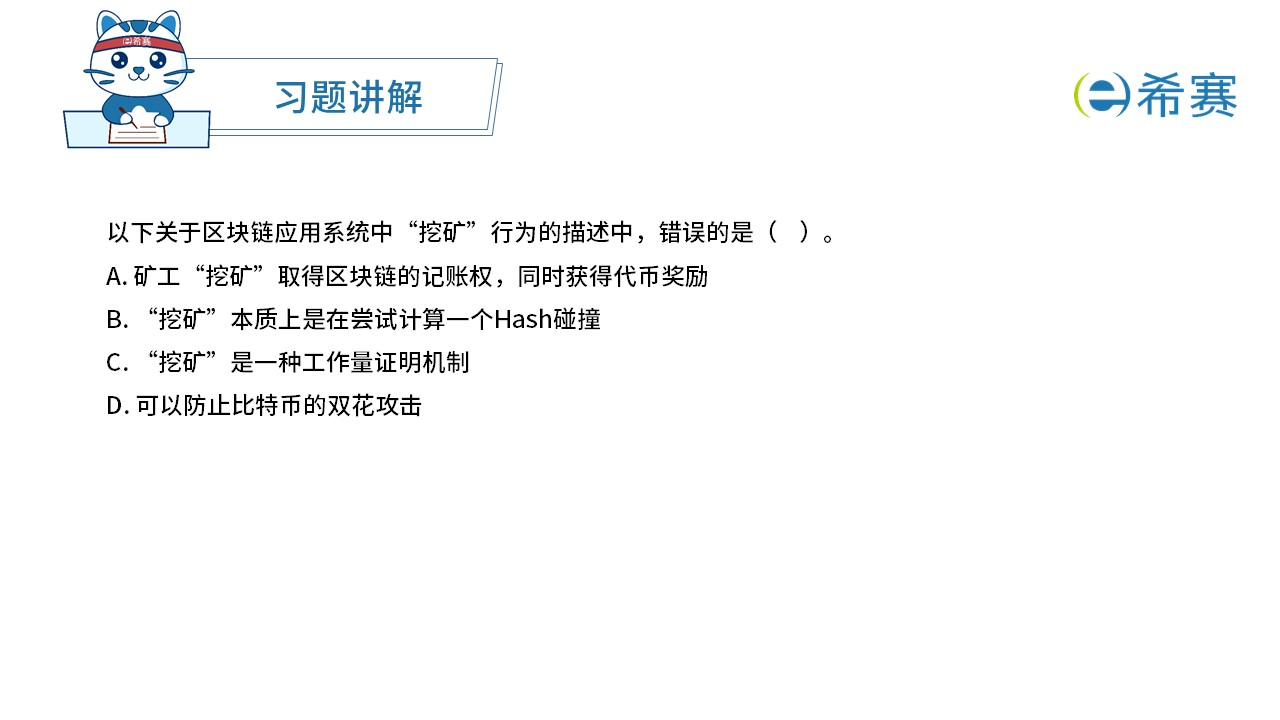 希赛
习题讲解
希赛
以下关于区块链应用系统中“挖矿”行为的描述中，错误的是（ ）。
A. 矿工“挖矿”取得区块链的记账权，同时获得代币奖励
B. “挖矿”本质上是在尝试计算一个Hash碰撞
C. “挖矿”是一种工作量证明机制
D. 可以防止比特币的双花攻击